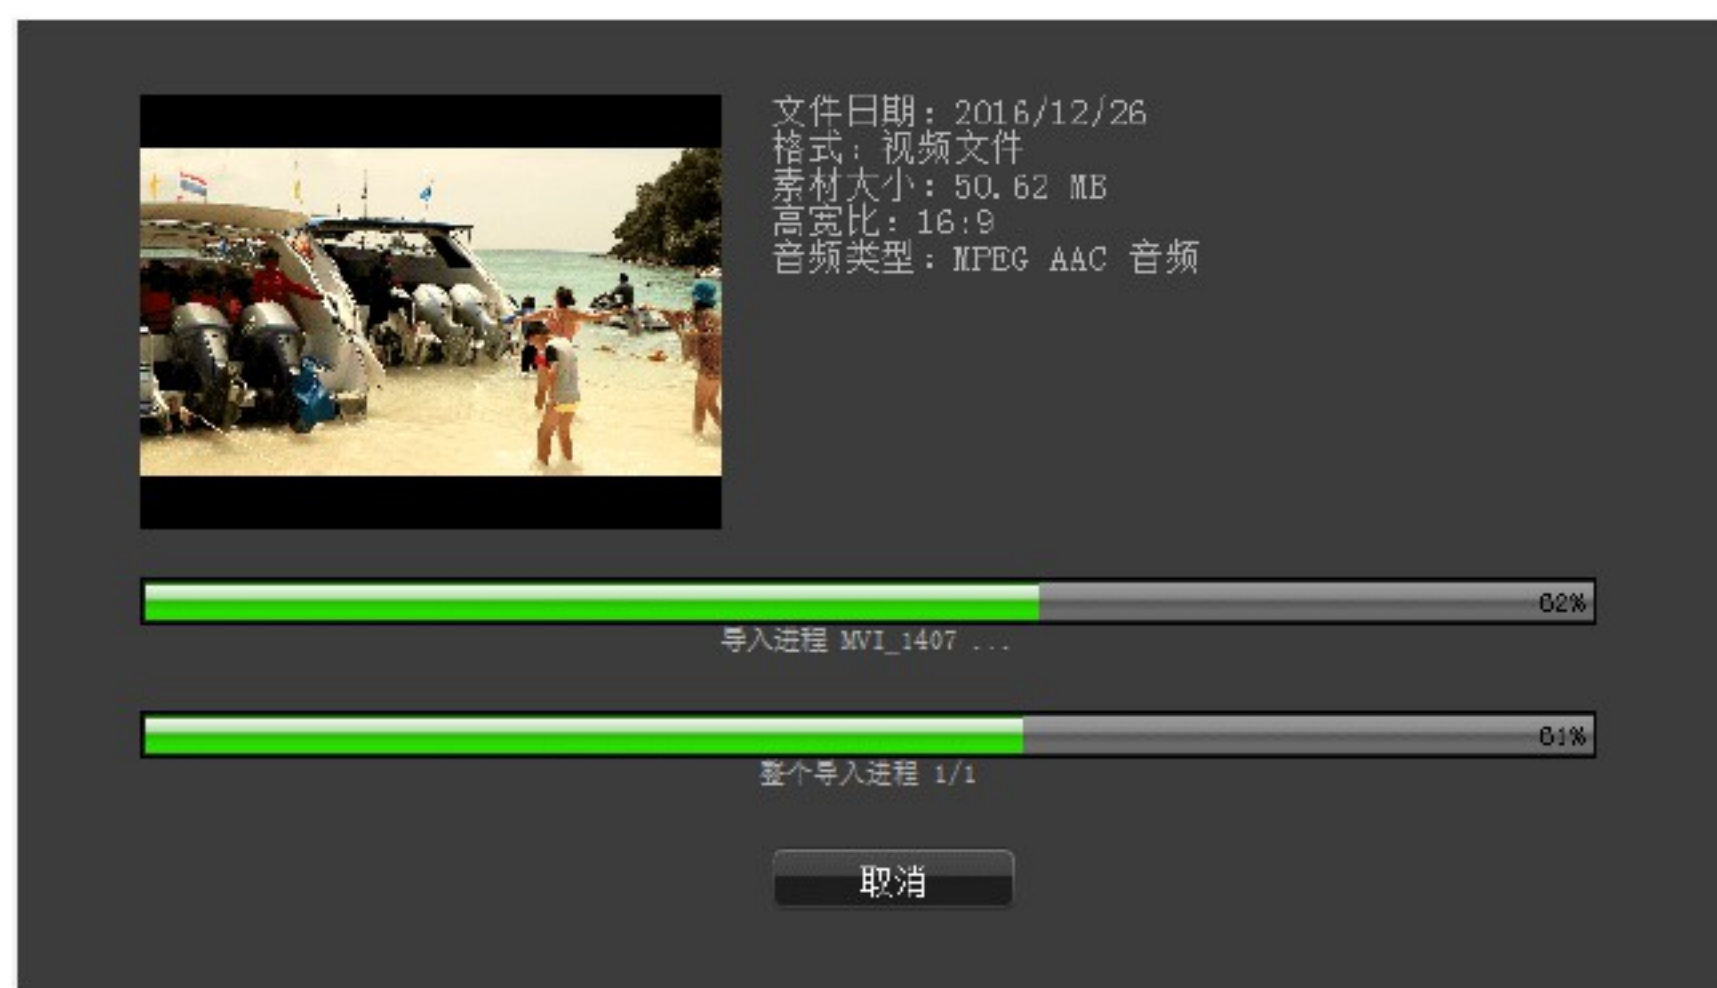 文件日期：2016/12/26
格式：视频文件
素材大小：50.62 MB
高宽比：16:9
音频类型：MPEG AAC 音频
62%
导入进程 MVI_1407 ...
61%
整个导入进程 1/1
取消